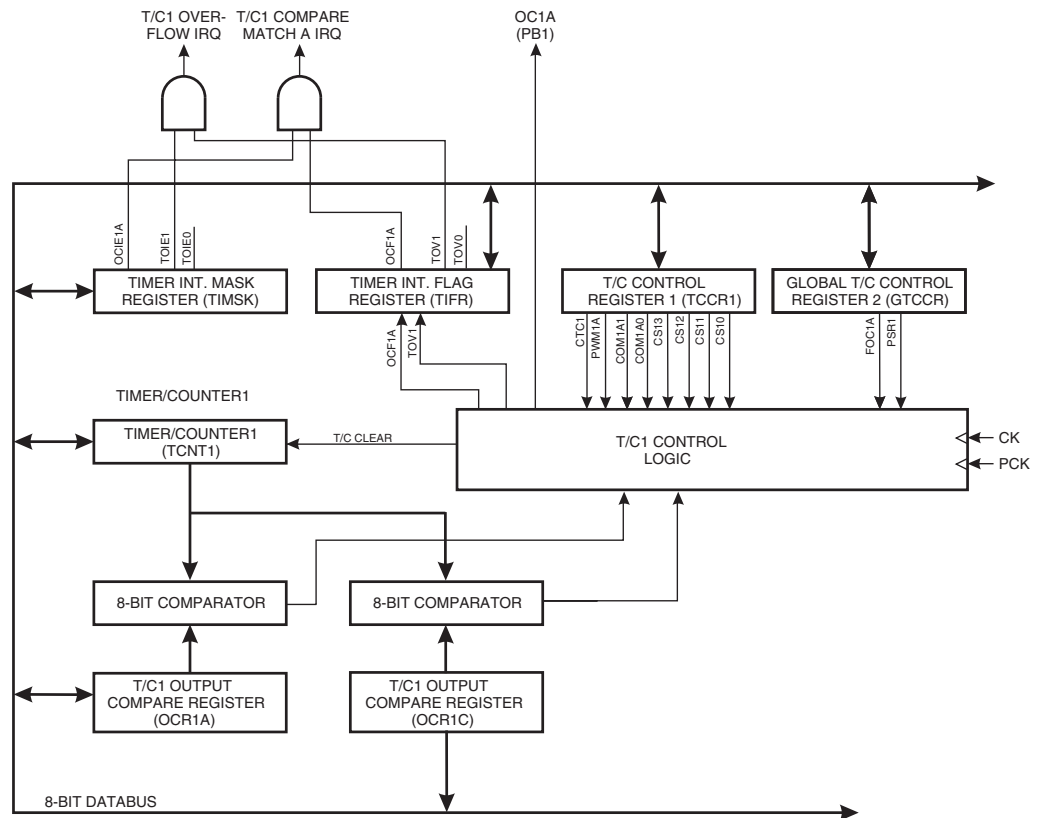 T/C1 OVER-
FLOW IRQ
T/C1 COMPARE
MATCH A IRQ
OC1A
(PB1)
OCIE1A
TOIE1
TOIE0
OCF1A
TOV1
TOV0
TIMER INT. MASK
REGISTER (TIMSK)
TIMER INT. FLAG
REGISTER (TIFR)
T/C CONTROL
REGISTER 1 (TCCR1)
GLOBAL T/C CONTROL
REGISTER 2 (GTCCR)
OCF1A
TOV1
CTC1
PWM1A
COM1A1
COM1A0
CS13
CS12
CS11
CS10
FOC1A
PSR1
TIMER/COUNTER1
TIMER/COUNTER1
(TCNT1)
T/C CLEAR
T/C1 CONTROL
LOGIC
CK
PCK
8-BIT COMPARATOR
8-BIT COMPARATOR
T/C1 OUTPUT
COMPARE REGISTER
(OCR1A)
T/C1 OUTPUT
COMPARE REGISTER
(OCR1C)
8-BIT DATABUS